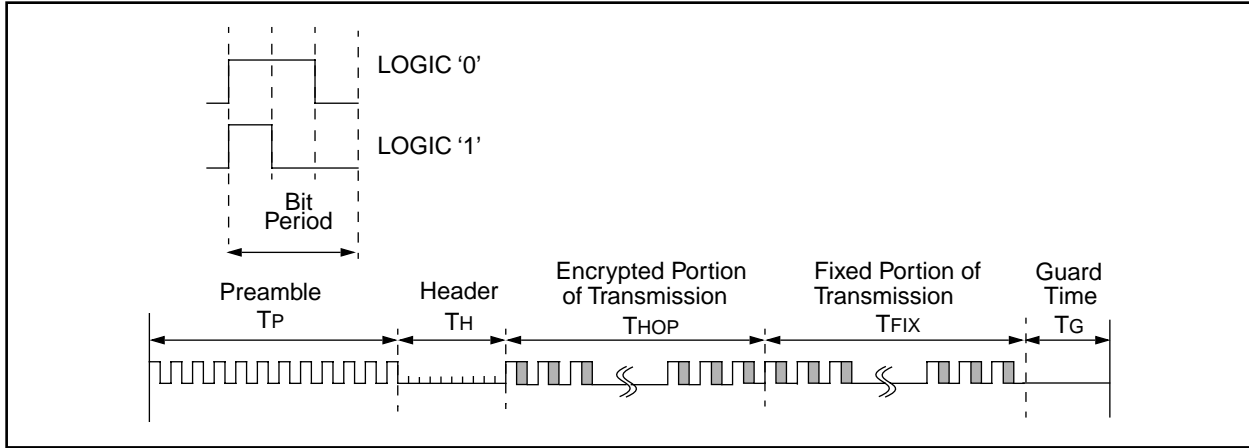 LOGIC ‘0’
LOGIC ‘1’
Bit
Period
Preamble
TP
Header
TH
Encrypted Portion
of Transmission
THOP
Fixed Portion of
Transmission
TFIX
Guard
Time
TG